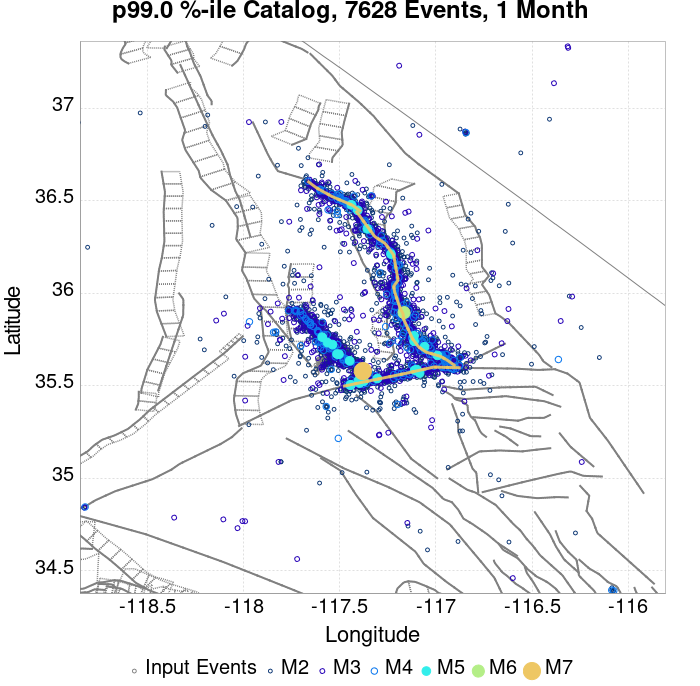 p99.0 %-ile Catalog, 7628 Events, 1 Month
37
36.5
36
35.5
35
34.5
Latitude
-118.5 -118 -117.5 -117 -116.5 -116
Longitude
Input Events M2 M3 M4 M5 M6 M7